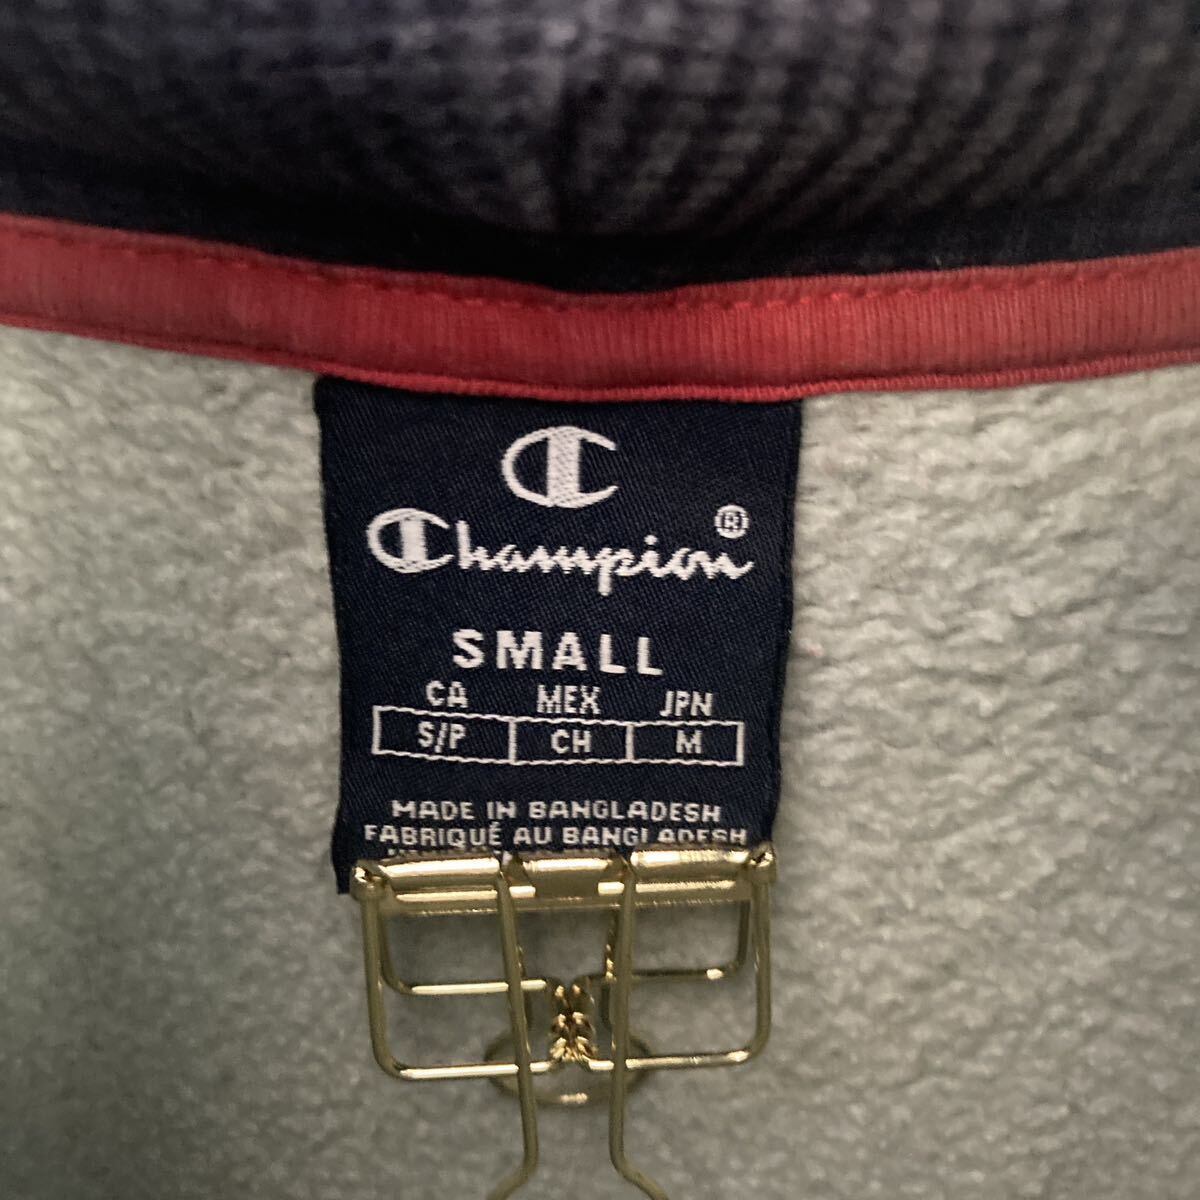 Champion®
SMALL
CA MEX JPN
S/P CH M
MADE IN BANGLADESH
FABRIQUÉ AU BANGLADESH